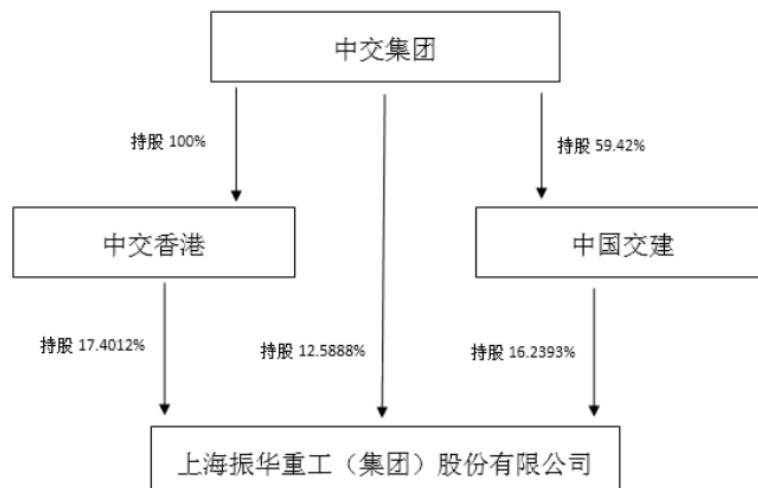 中交集团
持股 100%
持股 59.42%
中交香港
中国交建
持股 17.4012%
持股 12.5888%
持股 16.2393%
上海振华重工（集团）股份有限公司